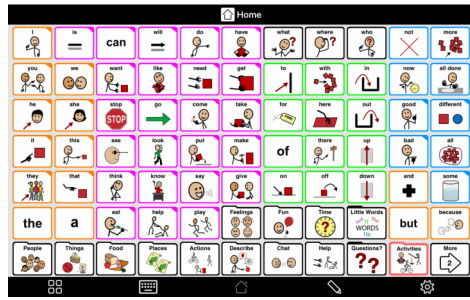 Home
I is can will do have what where who not more
you we want like need get to with in now all done
he she stop go come take for here out good different
STOP FOR
it this see look put make of there up bad all
they that think know say give on off down and some
the a eat help play Feelings Fun Time Little Words but because
It Is
WORDS
Up
People Things Food Places Actions Describe Chat Help Questions? Activities More
??